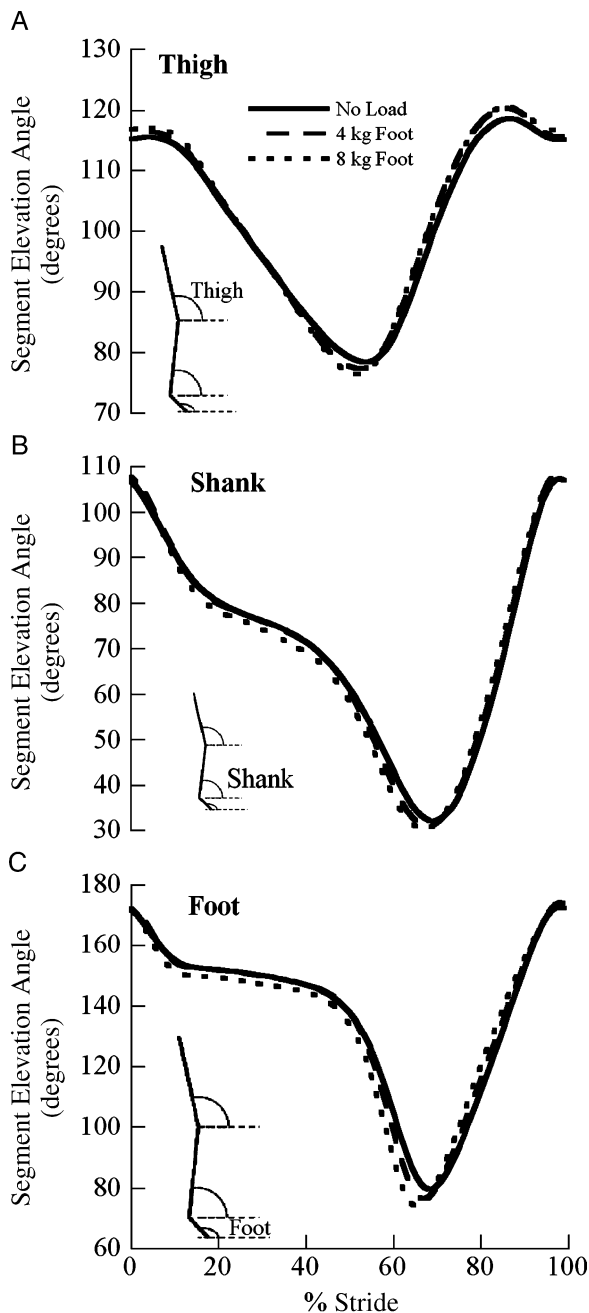 A
130
Thigh
120
110
100
90
80
70
Segment Elevation Angle
(degrees)
No Load
4 kg Foot
8 kg Foot
Thigh
B
110
Shank
100
90
80
70
60
50
40
30
Segment Elevation Angle
(degrees)
Shank
C
180
Foot
160
140
120
100
80
60
Segment Elevation Angle
(degrees)
Foot
0
20
40
60
80
100
% Stride